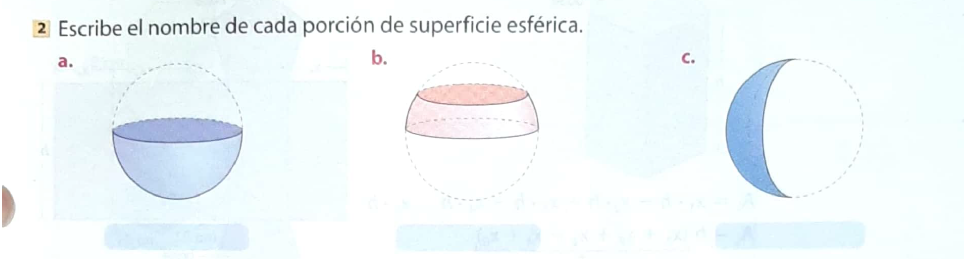 2 Escribe el nombre de cada porción de superficie esférica.
a. b. c.